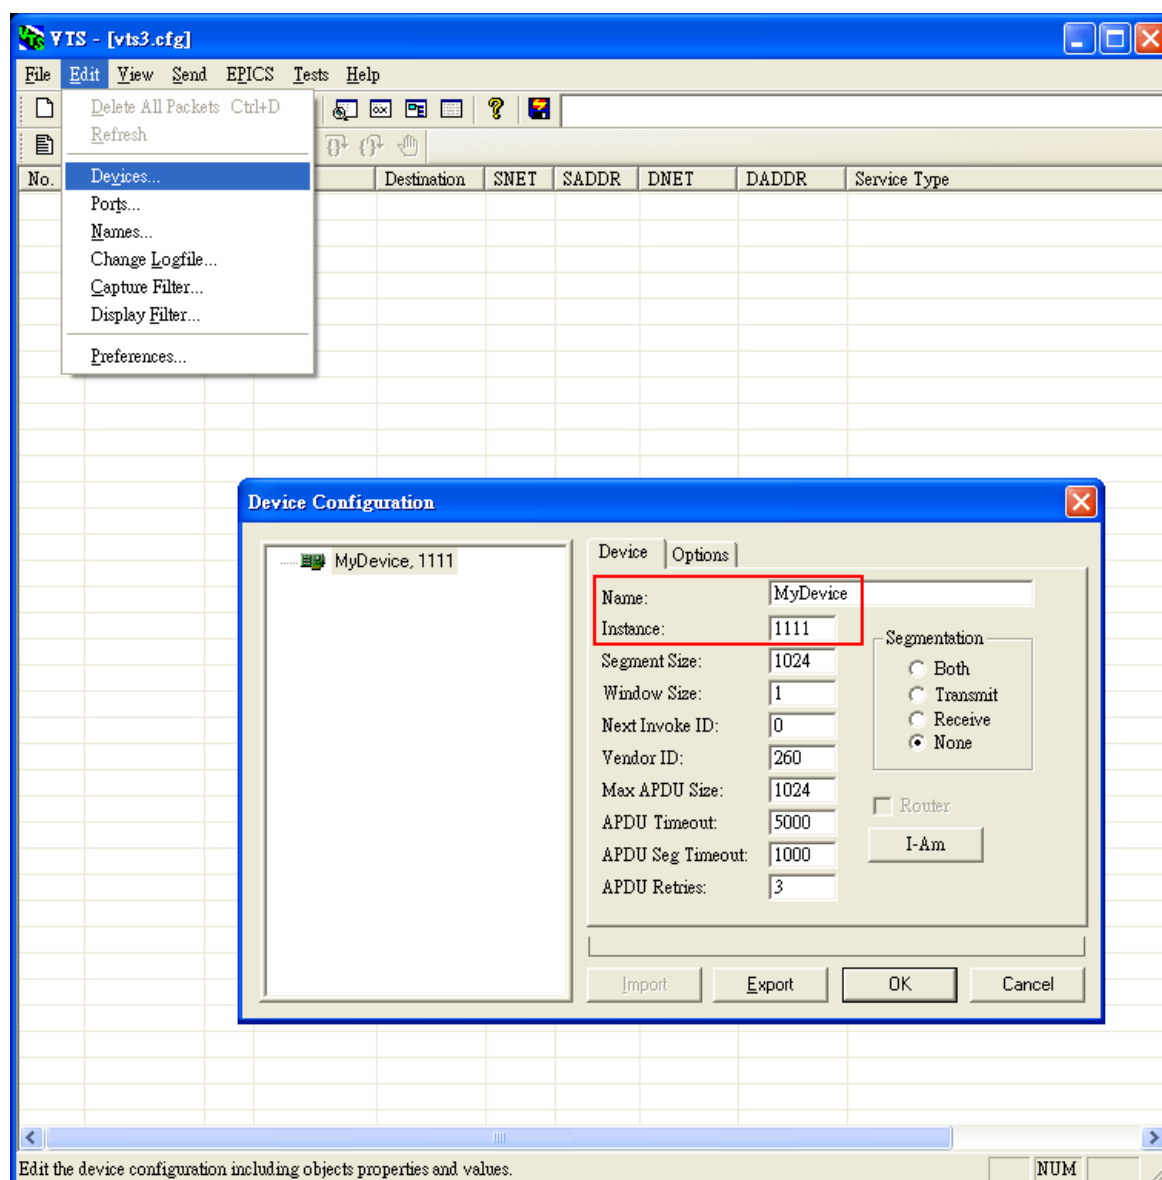 VTS - [vts3.cfg]
File Edit View Send EPICS Tests Help
Delete All Packets Ctrl+D
Refresh
Devices...
Ports...
Names...
Change Logfile...
Capture Filter...
Display Filter...
Preferences...
No. Destination SNET SADDR DNET DADDR Service Type
Device Configuration
MyDevice, 1111
Device Options
Name: MyDevice
Instance: 1111
Segment Size: 1024
Window Size: 1
Next Invoke ID: 0
Vendor ID: 260
Max APDU Size: 1024
APDU Timeout: 5000
APDU Seg Timeout: 1000
APDU Retries: 3
Segmentation
Both
Transmit
Receive
None
Router
I-Am
Import Export OK Cancel
Edit the device configuration including objects properties and values.
NUM